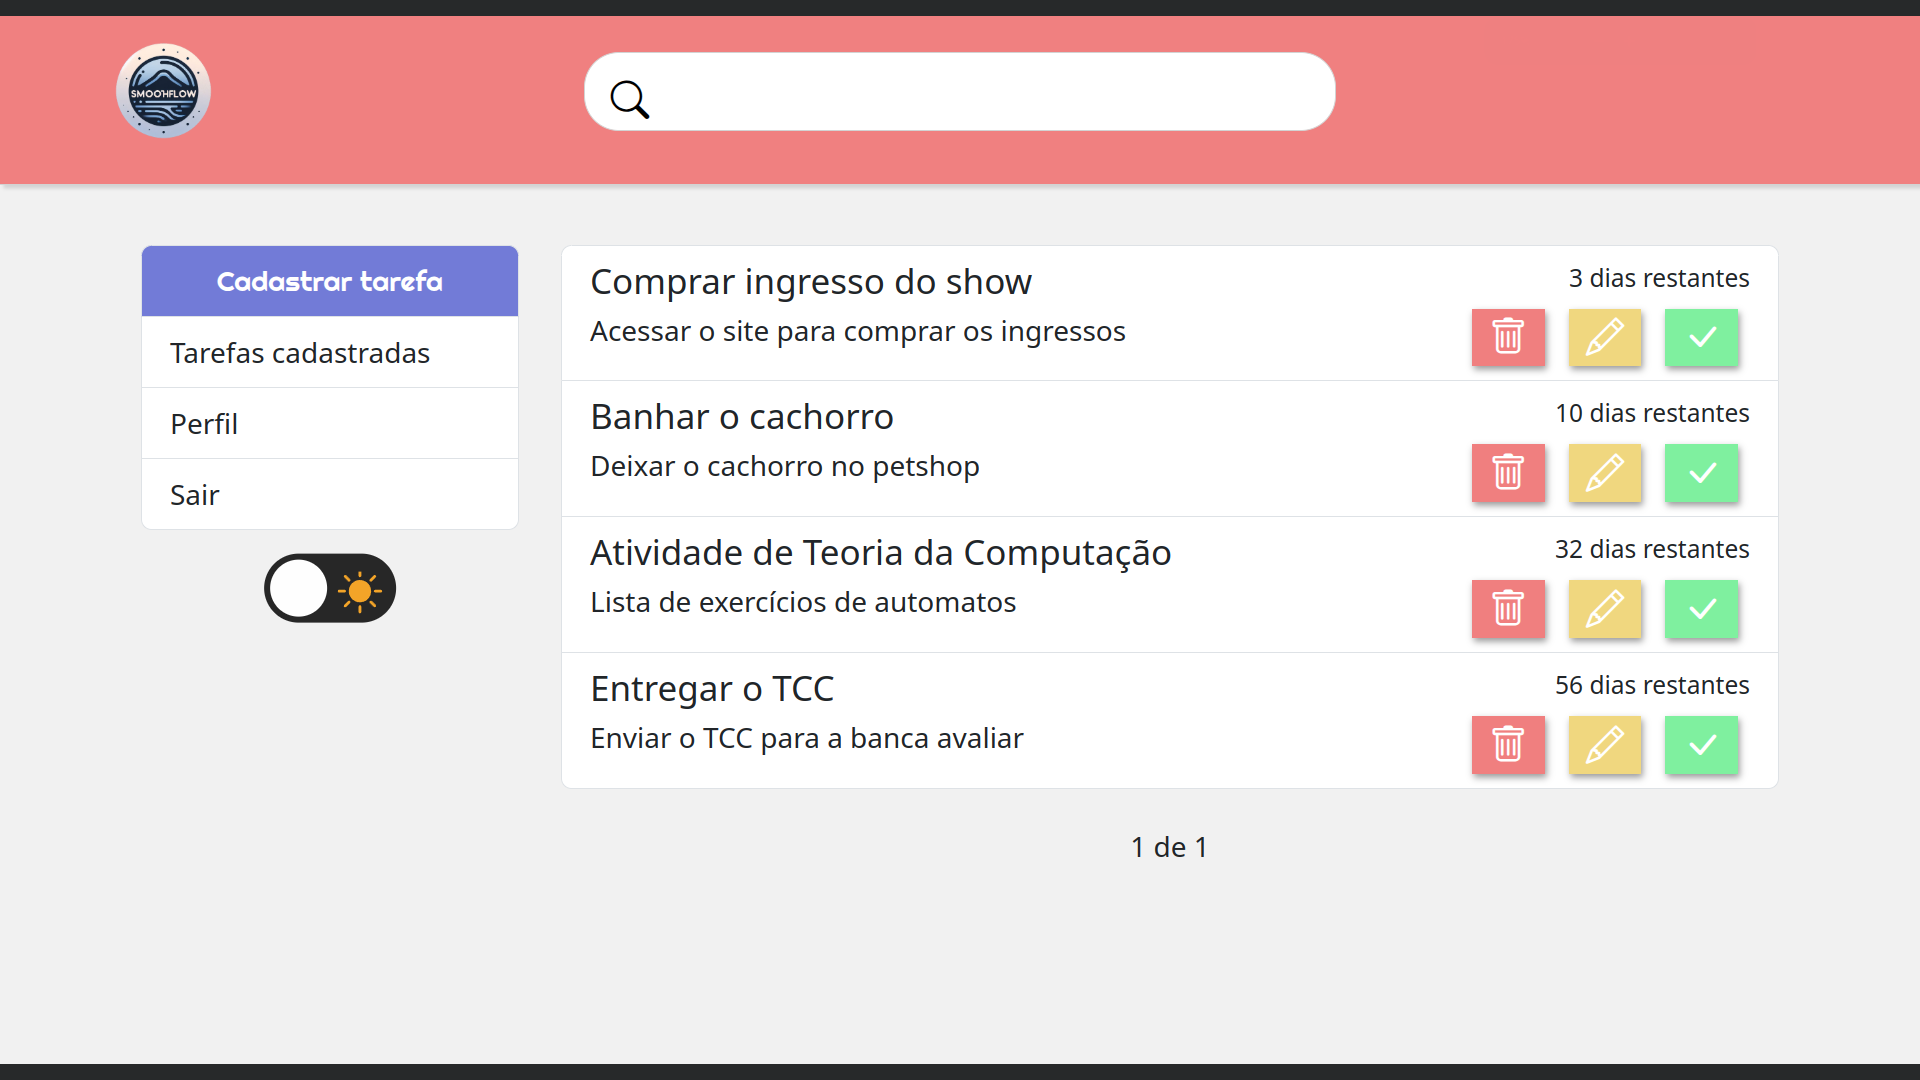 SMOOHFLOW
Cadastrar tarefa
Tarefas cadastradas
Perfil
Sair
Comprar ingresso do show
3 dias restantes
Acessar o site para comprar os ingressos
Banhar o cachorro
10 dias restantes
Deixar o cachorro no petshop
Atividade de Teoria da Computação
32 dias restantes
Lista de exercícios de automatos
Entregar o TCC
56 dias restantes
Enviar o TCC para a banca avaliar
1 de 1